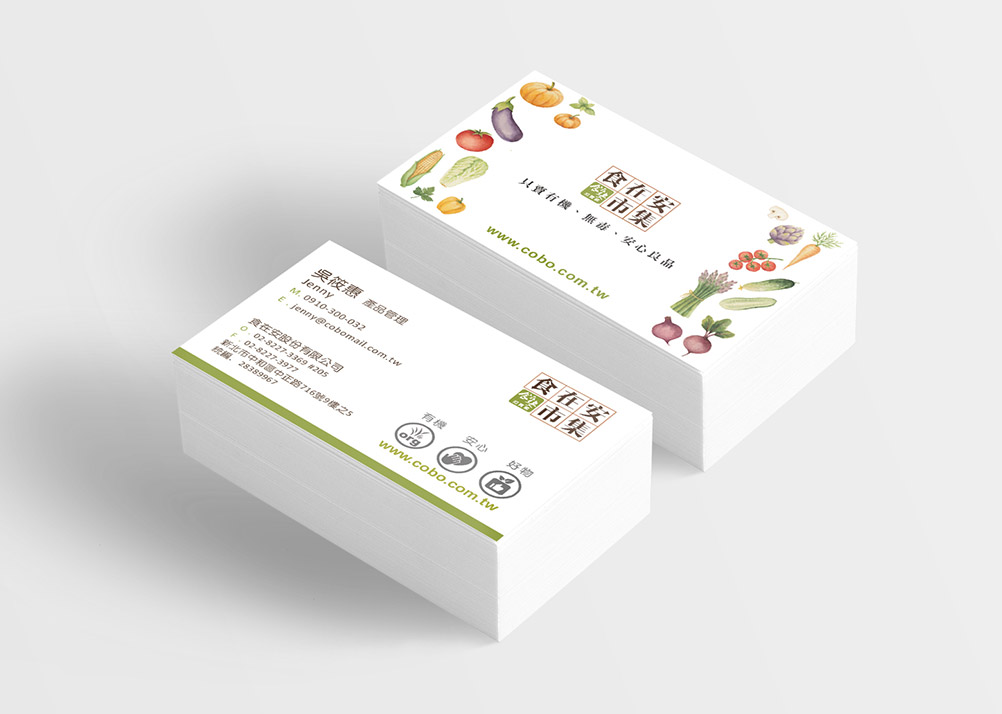 食在安
市集
只賣有機、無毒、安心良品
www.cobo.com.tw
吳筱惠 產品管理
Jenny
M. 0910-300-032
E. jenny@cobomail.com.tw
食在安股份有限公司
O. 02-8227-3369 #205
F. 02-8227-3977
新北市中和區中正路716號9樓之5
統編. 28389967
食在安
市集
有機 安心 好物
org
www.cobo.com.tw